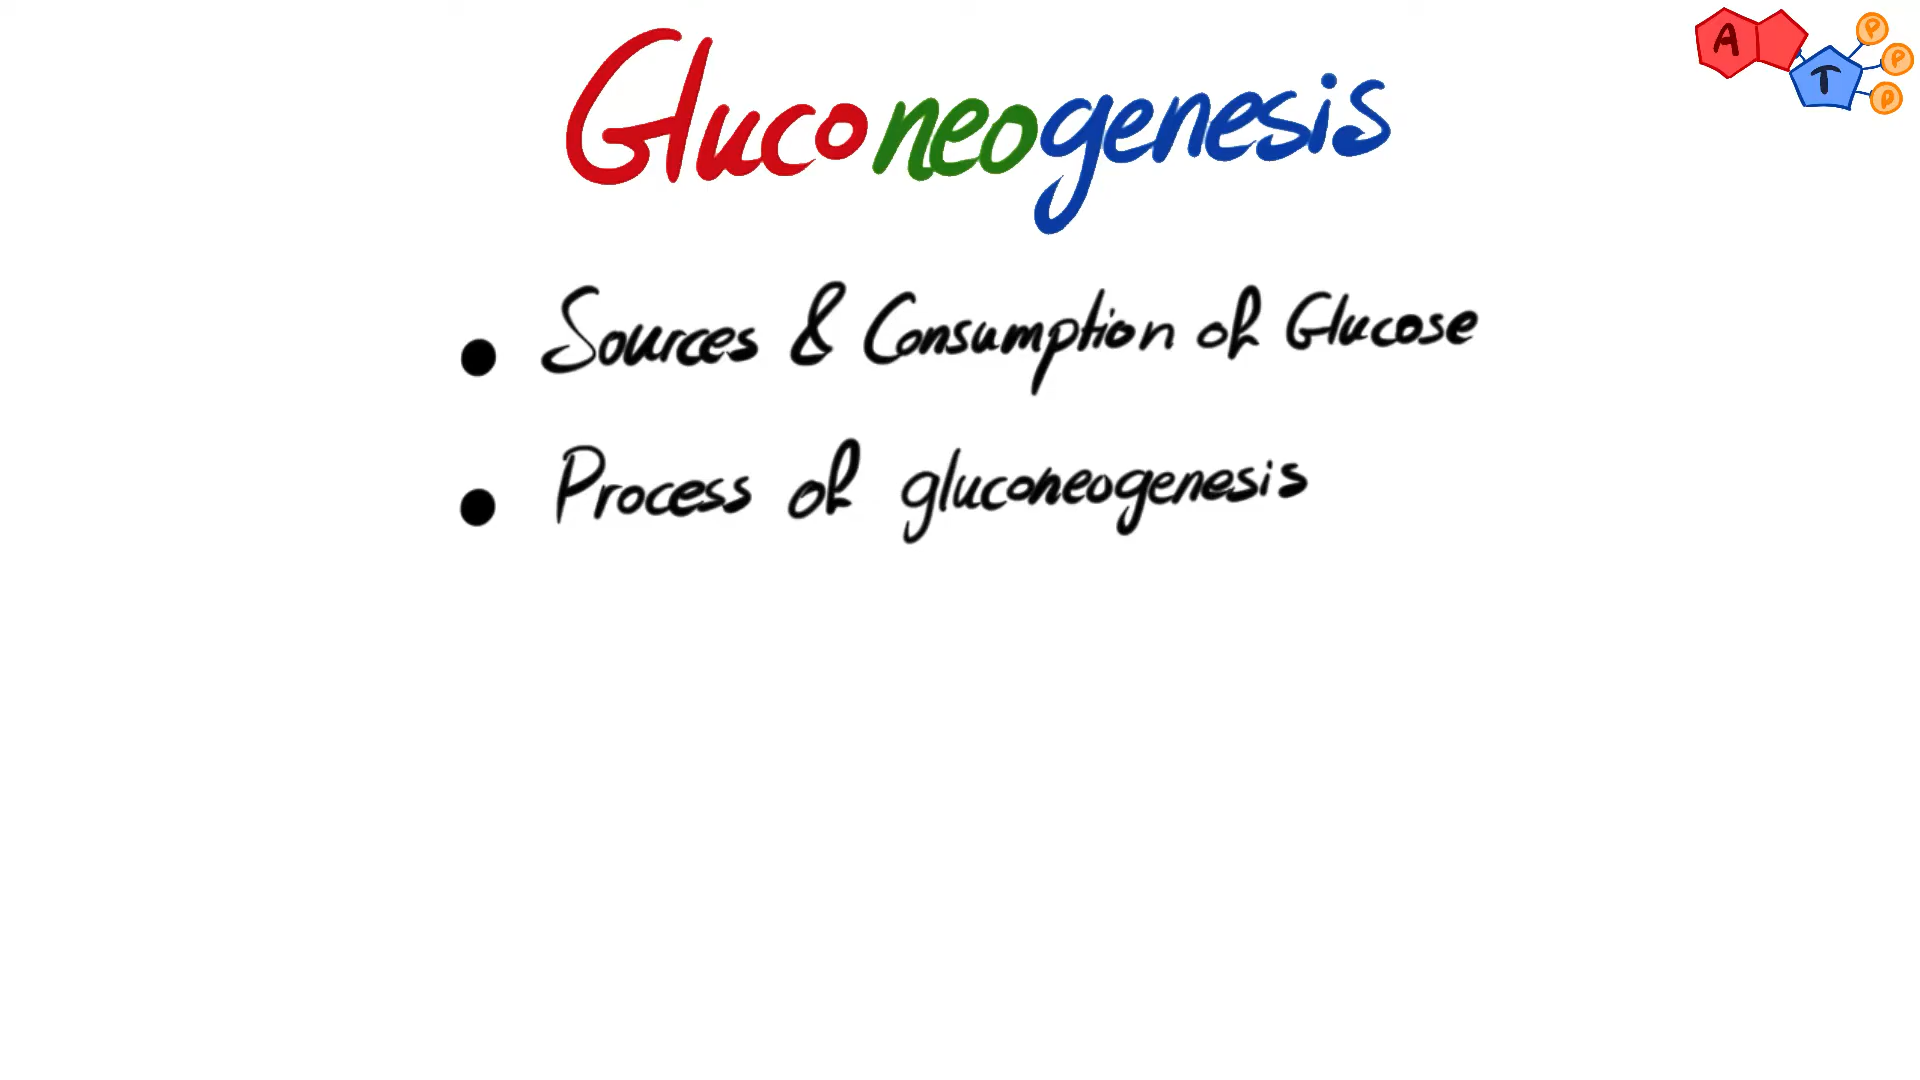 Gluconeogenesis
A T P P P
• Sources & Consumption of Glucose
• Process of gluconeogenesis